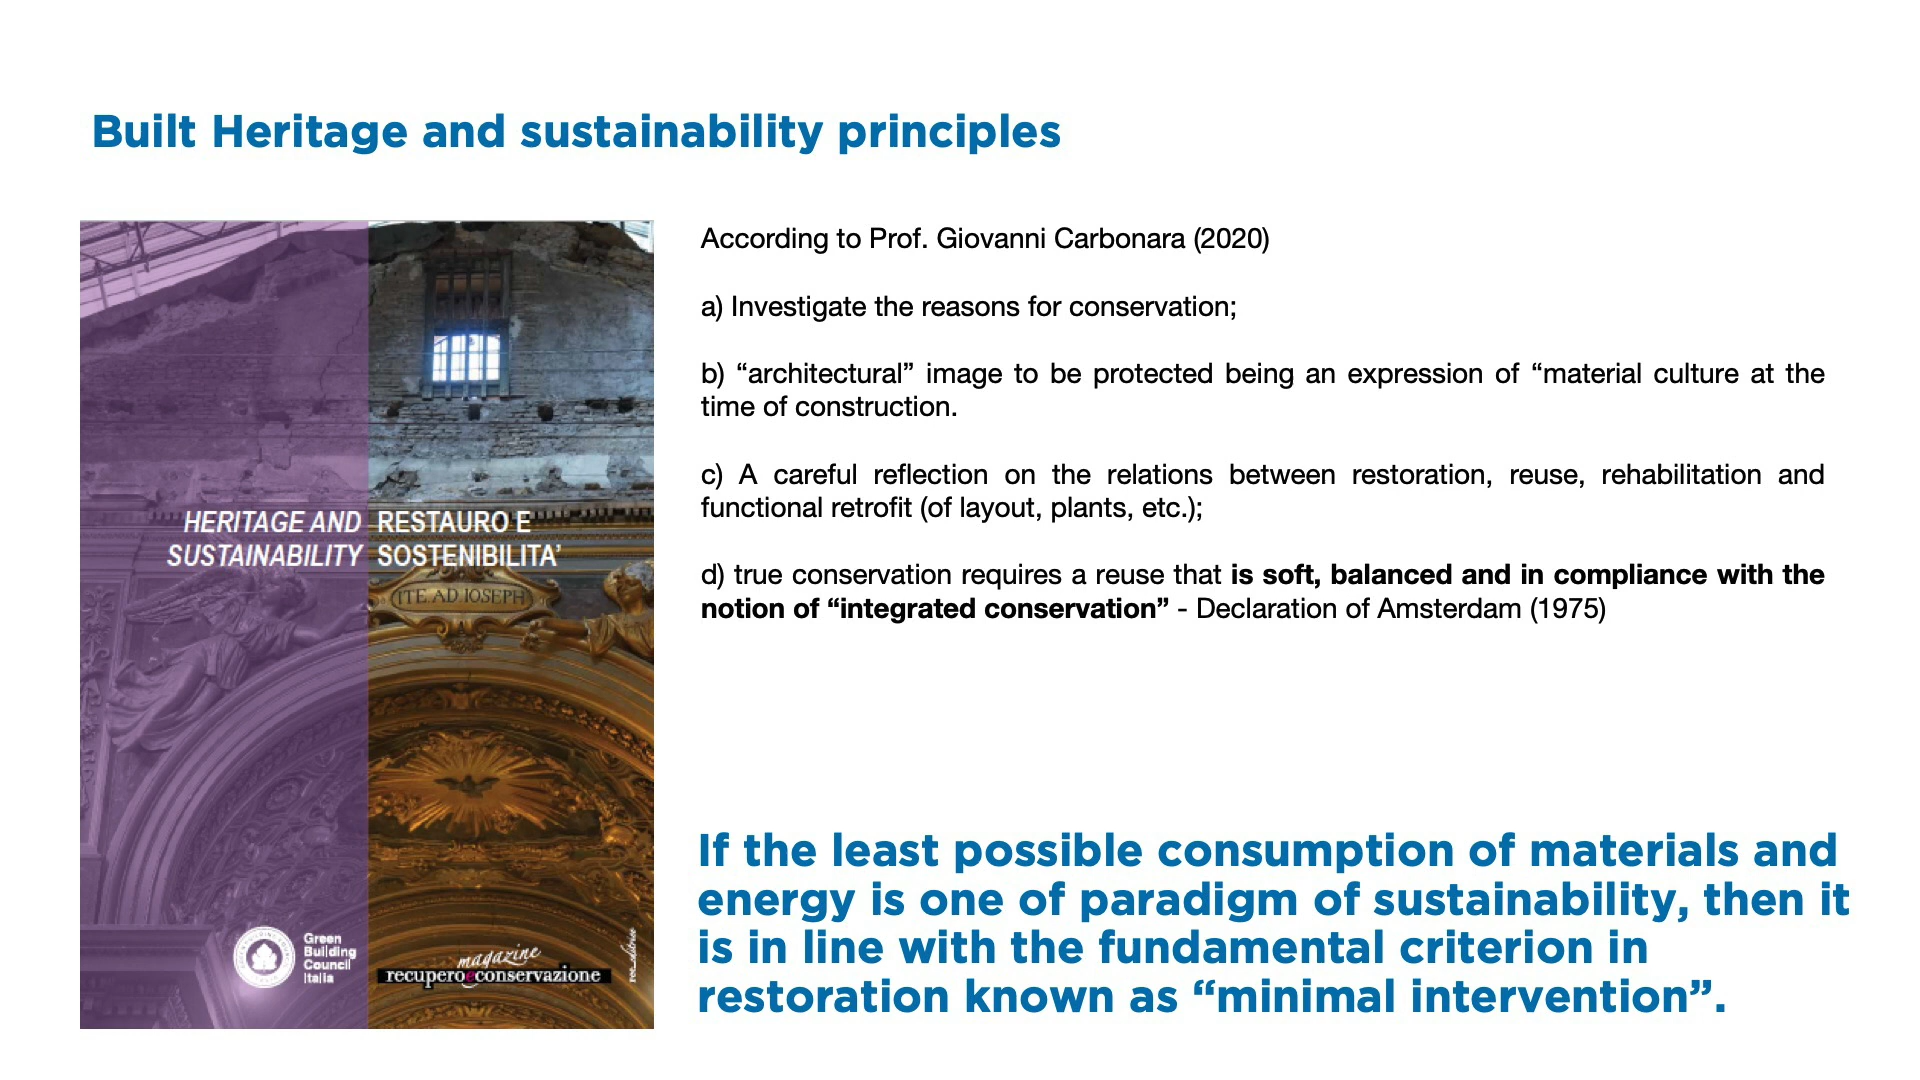 Built Heritage and sustainability principles
According to Prof. Giovanni Carbonara (2020)
a) Investigate the reasons for conservation;
b) “architectural” image to be protected being an expression of “material culture at the
time of construction.
c) A careful reflection on the relations between restoration, reuse, rehabilitation and
functional retrofit (of layout, plants, etc.);
d) true conservation requires a reuse that is soft, balanced and in compliance with the
notion of “integrated conservation” - Declaration of Amsterdam (1975)
HERITAGE AND
SUSTAINABILITY
RESTAURO E
SOSTENIBILITA’
ITE AD IOSEPH
Green
Building
Council
Italia
magazine
recuperoeconservazione
If the least possible consumption of materials and
energy is one of paradigm of sustainability, then it
is in line with the fundamental criterion in
restoration known as “minimal intervention”.